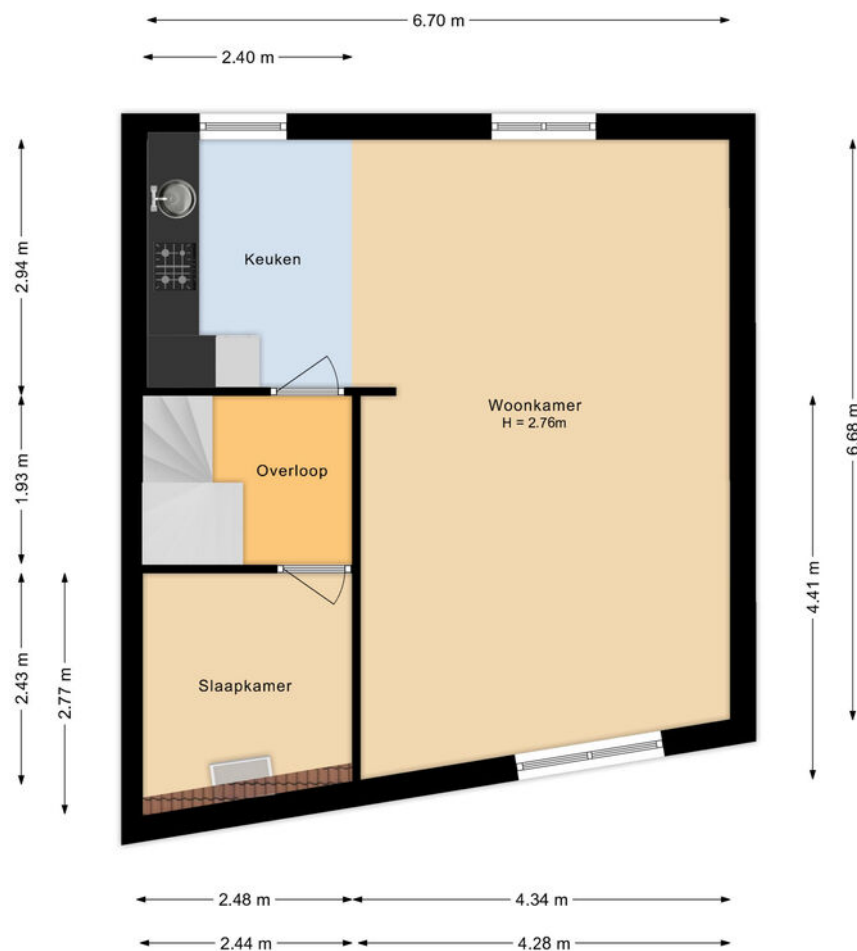 6.70 m
2.40 m
2.94 m
Keuken
6.68 m
Woonkamer
H = 2.76m
1.93 m
Overloop
4.41 m
2.43 m
2.77 m
Slaapkamer
2.48 m
4.34 m
2.44 m
4.28 m